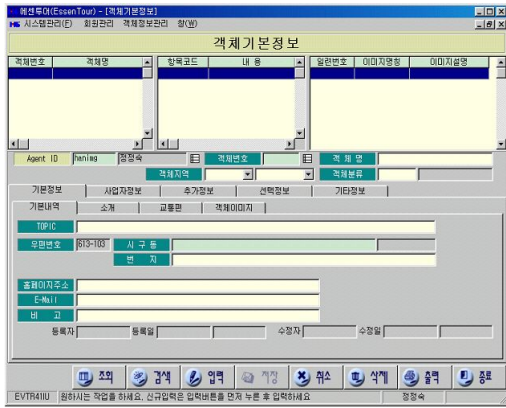 에센투어(EssenTour) - [객체기본정보]
시스템관리(F) 회원관리 객체정보관리 창(W)
객체기본정보
객체번호 객체명 항목코드 내 용 일련번호 이미지명칭 이미지설명
Agent ID haniag 정정숙 객체번호 객 체 명
객체지역 객체분류
기본정보 사업자정보 추가정보 선택정보 기타정보
기본내역 소개 교통편 객체이미지
TOPIC
우편번호 613-103 시 구 동
번 지
홈페이지주소
E-Mail
비 고
등록자 등록일 수정자 수정일
조회 검색 입력 저장 취소 삭제 출력 종료
EVTR41IU 원하시는 작업를 하세요. 신규입력은 입력버튼을 먼저 누른 후 입력하세요 정정숙